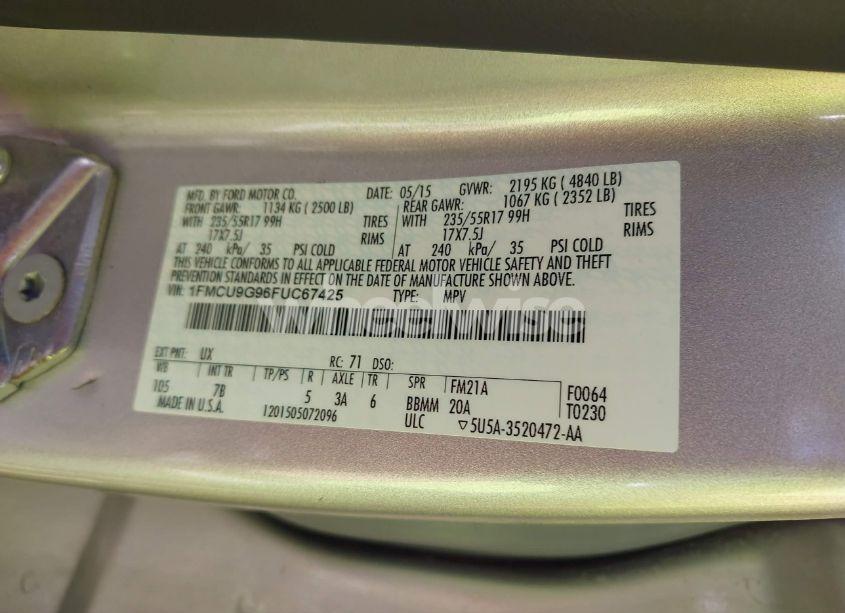 MFD. BY FORD MOTOR CO. DATE: 05/15 GVWR: 2195 KG ( 4840 LB)
FRONT GAWR: 1134 KG ( 2500 LB) REAR GAWR: 1067 KG ( 2352 LB)
WITH 235/55R17 99H TIRES WITH 235/55R17 99H TIRES
17X7.5J RIMS 17X7.5J RIMS
AT 240 kPa/ 35 PSI COLD AT 240 kPa/ 35 PSI COLD
THIS VEHICLE CONFORMS TO ALL APPLICABLE FEDERAL MOTOR VEHICLE SAFETY AND THEFT
PREVENTION STANDARDS IN EFFECT ON THE DATE OF MANUFACTURE SHOWN ABOVE.
VIN: 1FMCU9G96FUC67425 TYPE: MPV
EXT PNT: UX RC: 71 DSO:
WB INT TR TP/PS R AXLE TR SPR FM21A F0064
105 7B 5 3A 6 BBMM 20A T0230
MADE IN U.S.A. 1201505072096 ULC ▽5U5A-3520472-AA